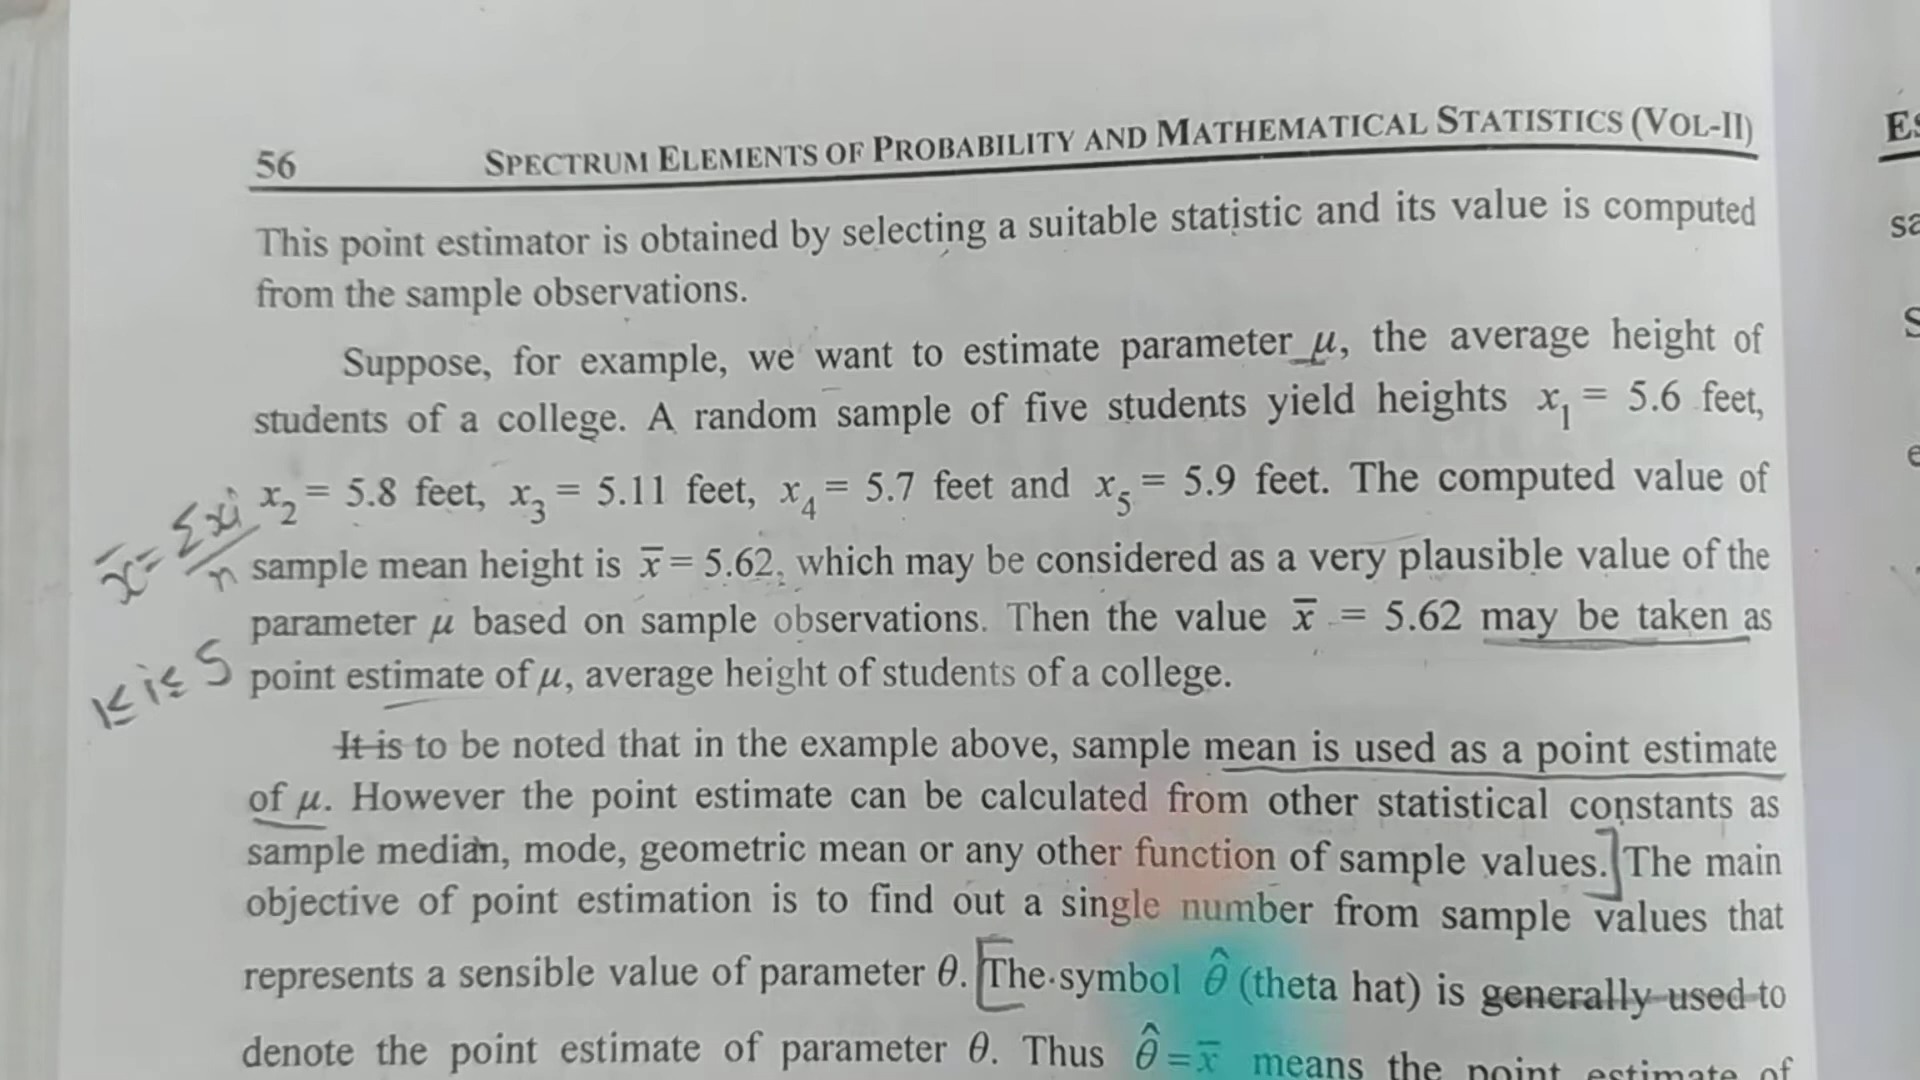 56 SPECTRUM ELEMENTS OF PROBABILITY AND MATHEMATICAL STATISTICS (VOL-II)
This point estimator is obtained by selecting a suitable statistic and its value is computed
from the sample observations.
Suppose, for example, we want to estimate parameter μ, the average height of
students of a college. A random sample of five students yield heights x₁ = 5.6 feet,
x₂ = 5.8 feet, x₃ = 5.11 feet, x₄ = 5.7 feet and x₅ = 5.9 feet. The computed value of
sample mean height is x̄ = 5.62, which may be considered as a very plausible value of the
parameter μ based on sample observations. Then the value x̄ = 5.62 may be taken as
point estimate of μ, average height of students of a college.
It is to be noted that in the example above, sample mean is used as a point estimate
of μ. However the point estimate can be calculated from other statistical constants as
sample median, mode, geometric mean or any other function of sample values. The main
objective of point estimation is to find out a single number from sample values that
represents a sensible value of parameter θ. The symbol θ̂ (theta hat) is generally used to
denote the point estimate of parameter θ. Thus θ̂ = x̄ means the point estimate of
x̄ = Σxi/n
1≤i≤5
Es
sa
S
e